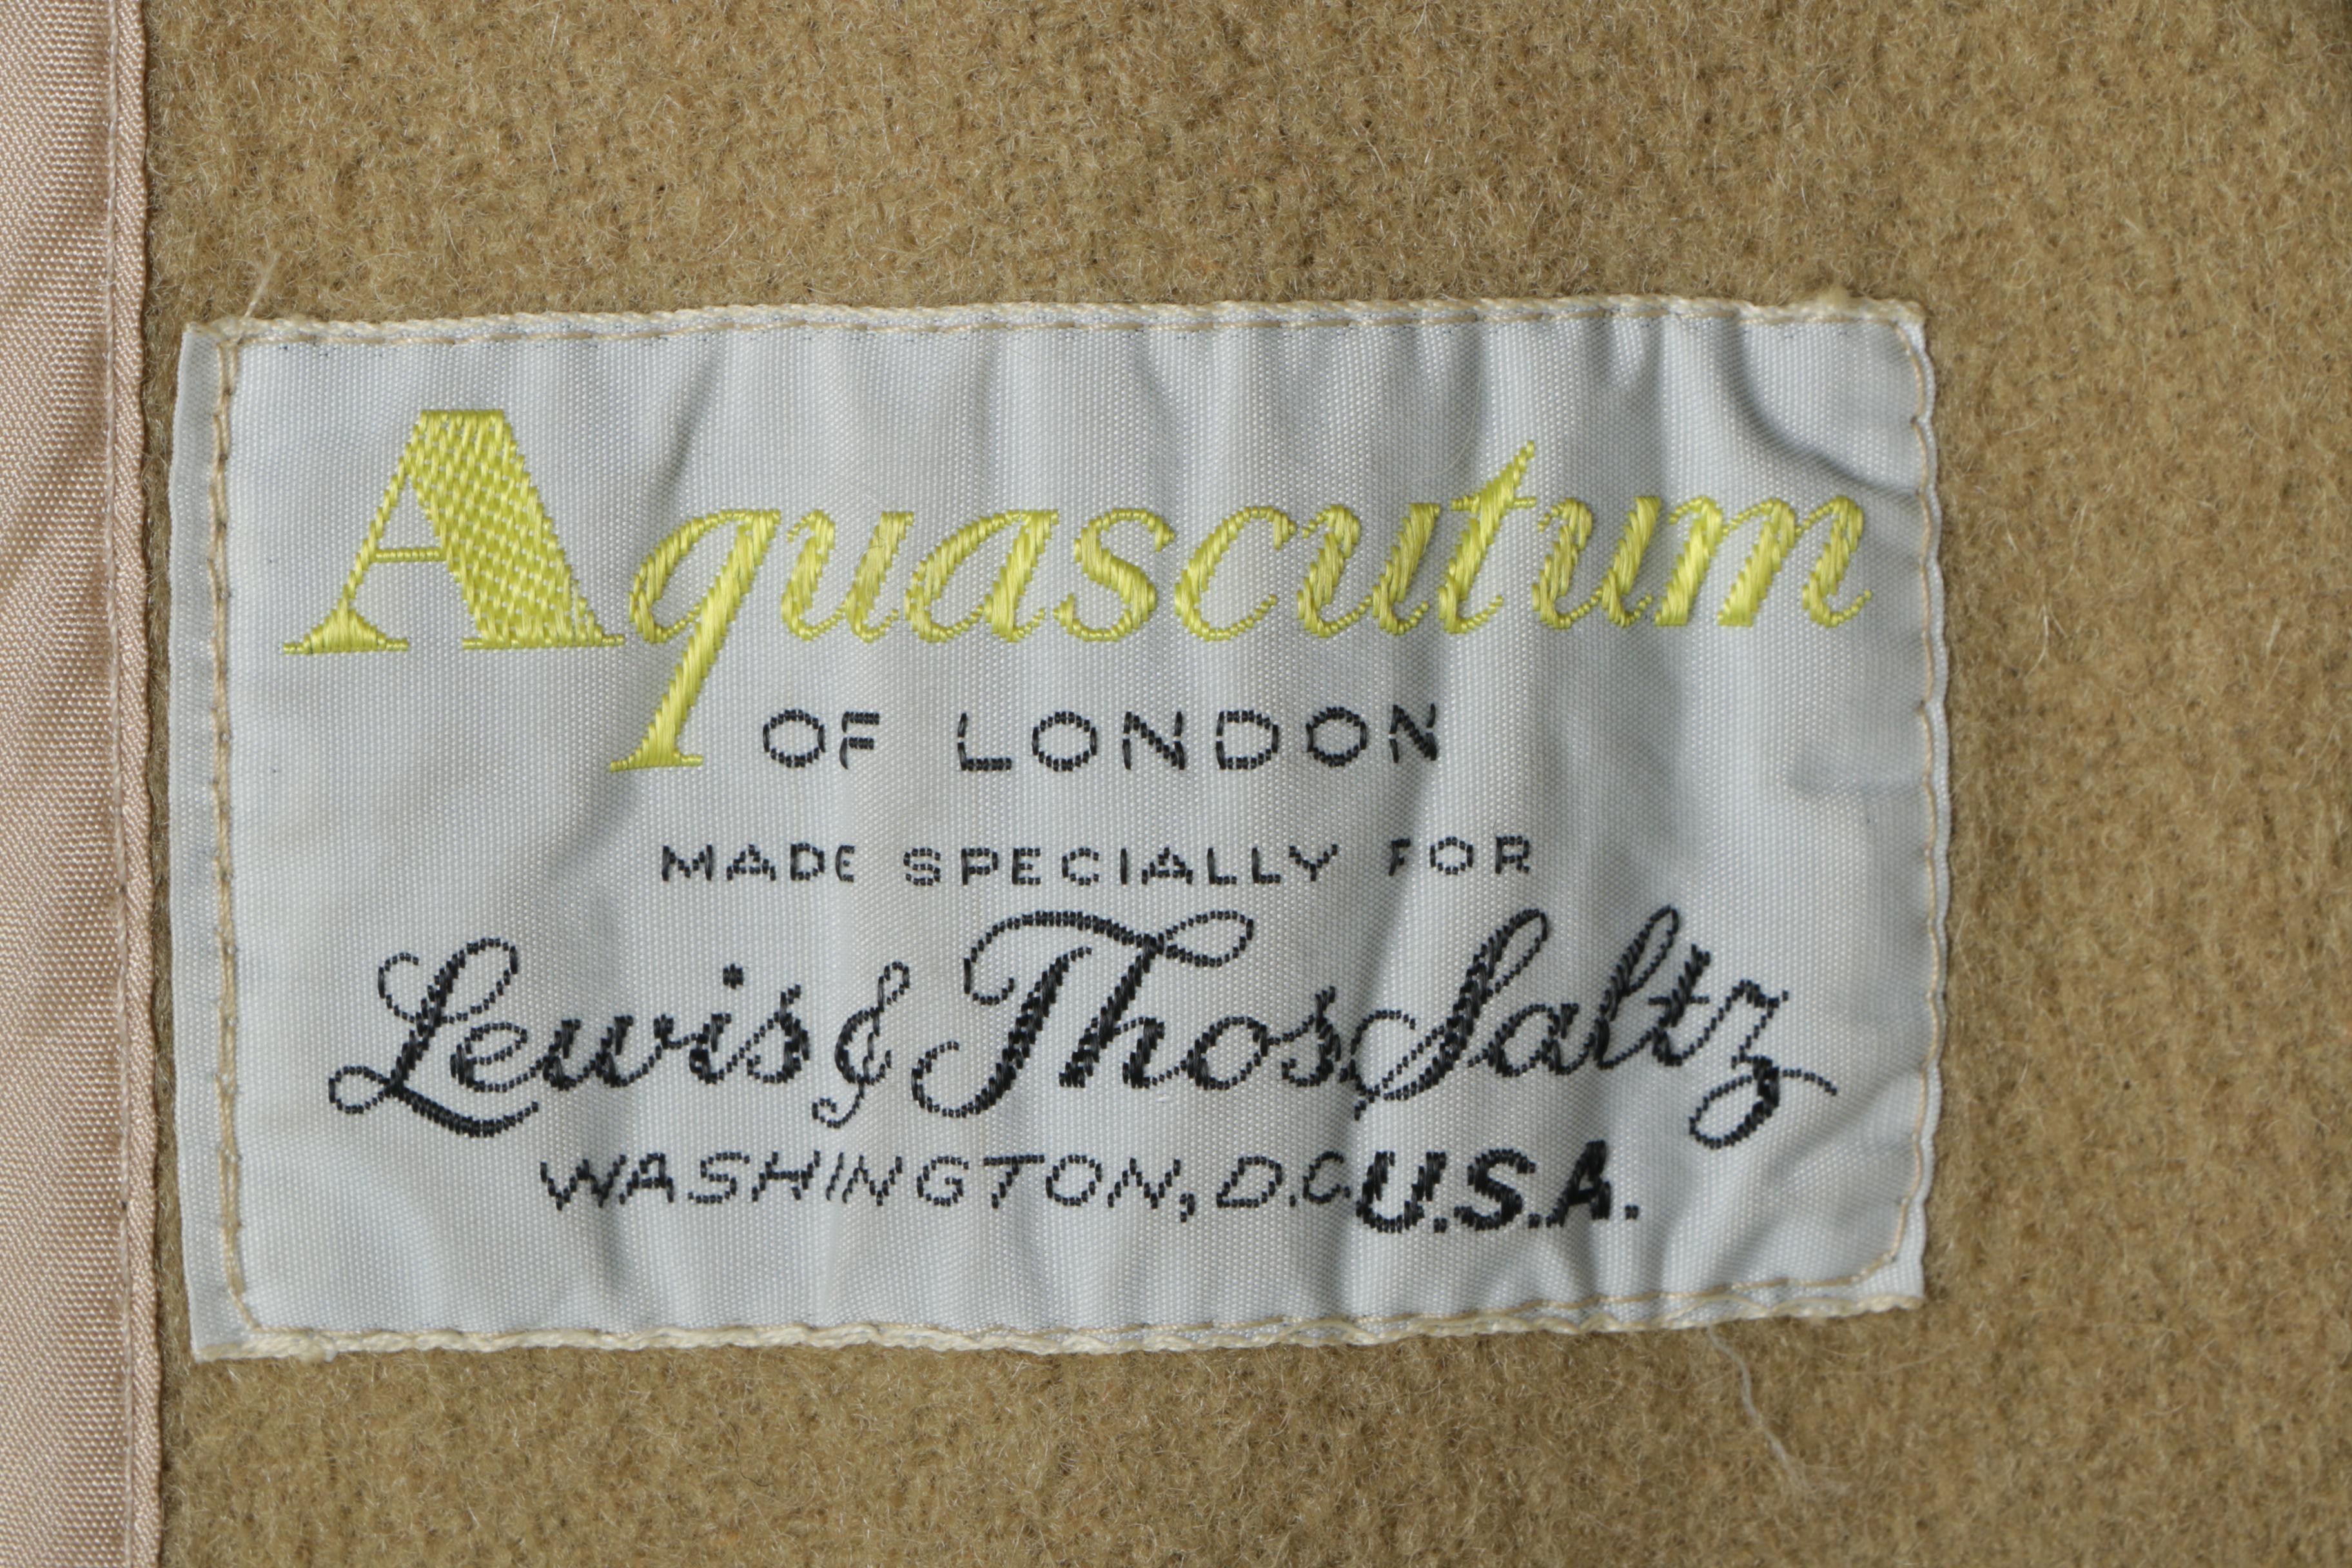 Aquascutum
OF LONDON
MADE SPECIALLY FOR
Lewis & Thos Saltz
WASHINGTON, D.C. U.S.A.